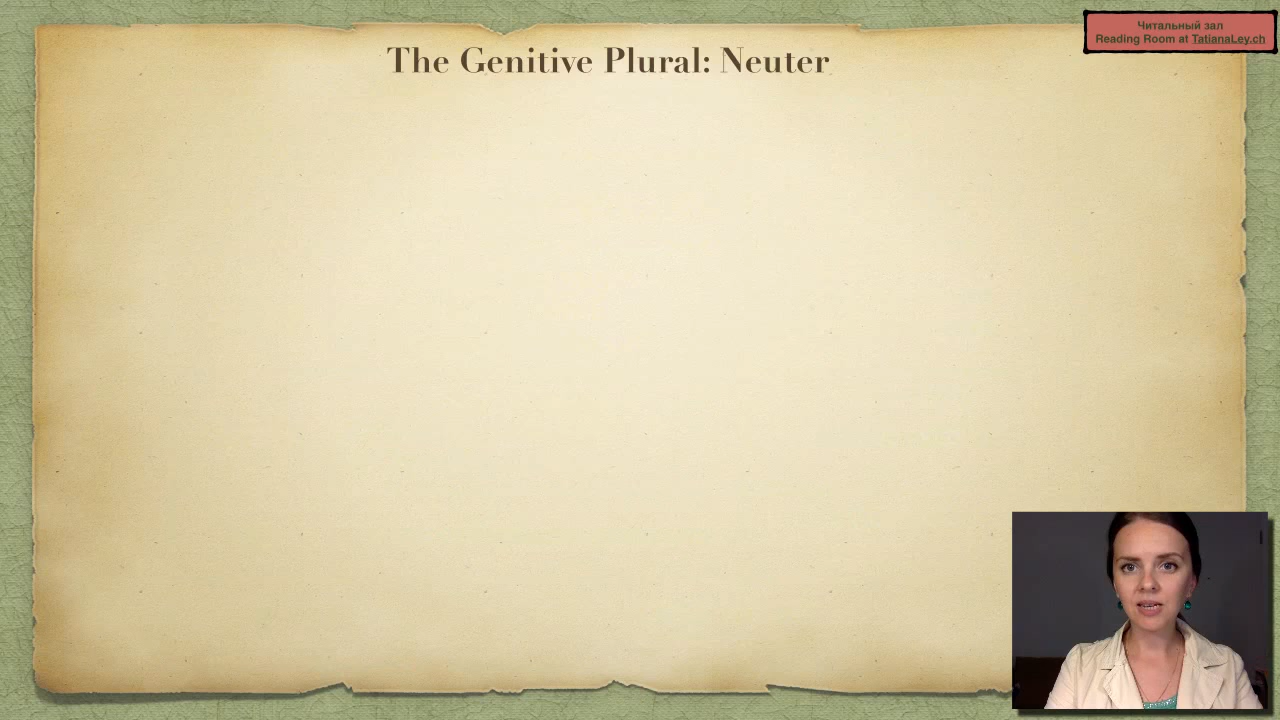 The Genitive Plural: Neuter
Читальный зал
Reading Room at TatianaLey.ch